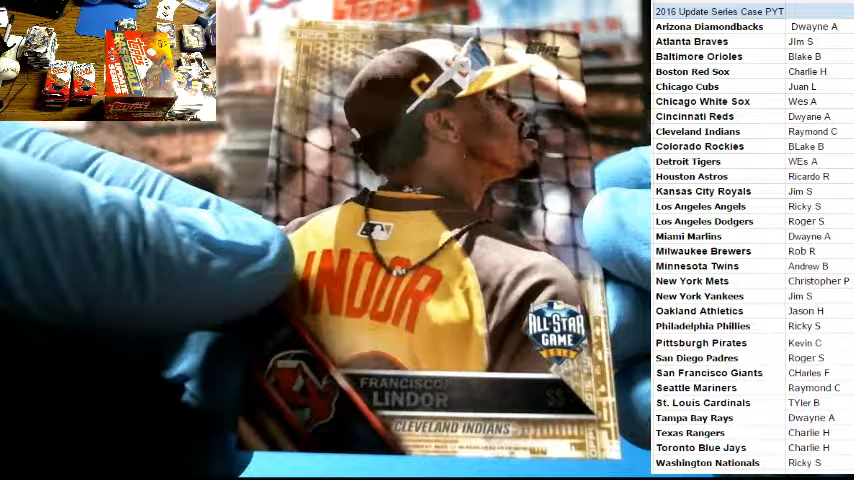 TOPPS
C
INDOR
ALL STAR
GAME
2016
FRANCISCO
LINDOR
SS
CLEVELAND INDIANS
2016 Update Series Case PYT
Arizona Diamondbacks Dwayne A
Atlanta Braves JIm S
Baltimore Orioles Blake B
Boston Red Sox Charlie H
Chicago Cubs Juan L
Chicago White Sox Wes A
Cincinnati Reds Dwyane A
Cleveland Indians Raymond C
Colorado Rockies BLake B
Detroit Tigers WEs A
Houston Astros Ricardo R
Kansas City Royals Jim S
Los Angeles Angels Ricky S
Los Angeles Dodgers Roger S
Miami Marlins Dwayne A
Milwaukee Brewers Rob R
Minnesota Twins Andrew B
New York Mets Christopher P
New York Yankees Jim S
Oakland Athletics Jason H
Philadelphia Phillies Ricky S
Pittsburgh Pirates Kevin C
San Diego Padres Roger S
San Francisco Giants CHarles F
Seattle Mariners Raymond C
St. Louis Cardinals TYler B
Tampa Bay Rays Dwayne A
Texas Rangers Charlie H
Toronto Blue Jays Charlie H
Washington Nationals Ricky S